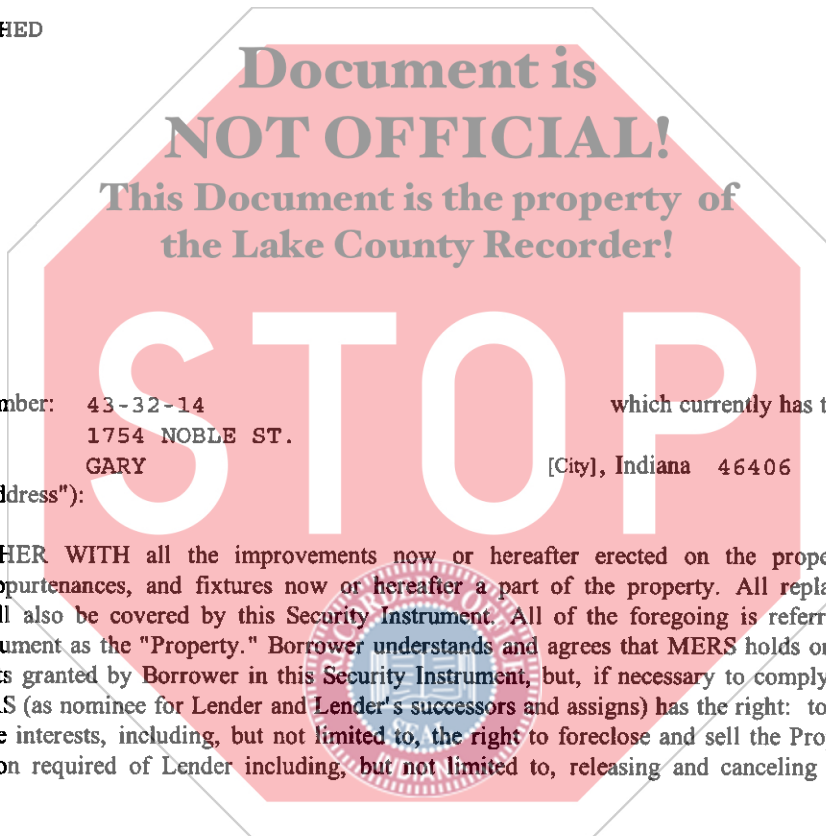 HED
Document is
NOT OFFICIAL!
This Document is the property of
the Lake County Recorder!
STOP
mber: 43-32-14 which currently has t
1754 NOBLE ST.
GARY [City], Indiana 46406
ddress"):
HER WITH all the improvements now or hereafter erected on the prope
ppurtenances, and fixtures now or hereafter a part of the property. All repla
ll also be covered by this Security Instrument. All of the foregoing is referr
ument as the "Property." Borrower understands and agrees that MERS holds or
s granted by Borrower in this Security Instrument, but, if necessary to comply
S (as nominee for Lender and Lender's successors and assigns) has the right: to
e interests, including, but not limited to, the right to foreclose and sell the Pro
on required of Lender including, but not limited to, releasing and canceling
SEAL
INDIANA